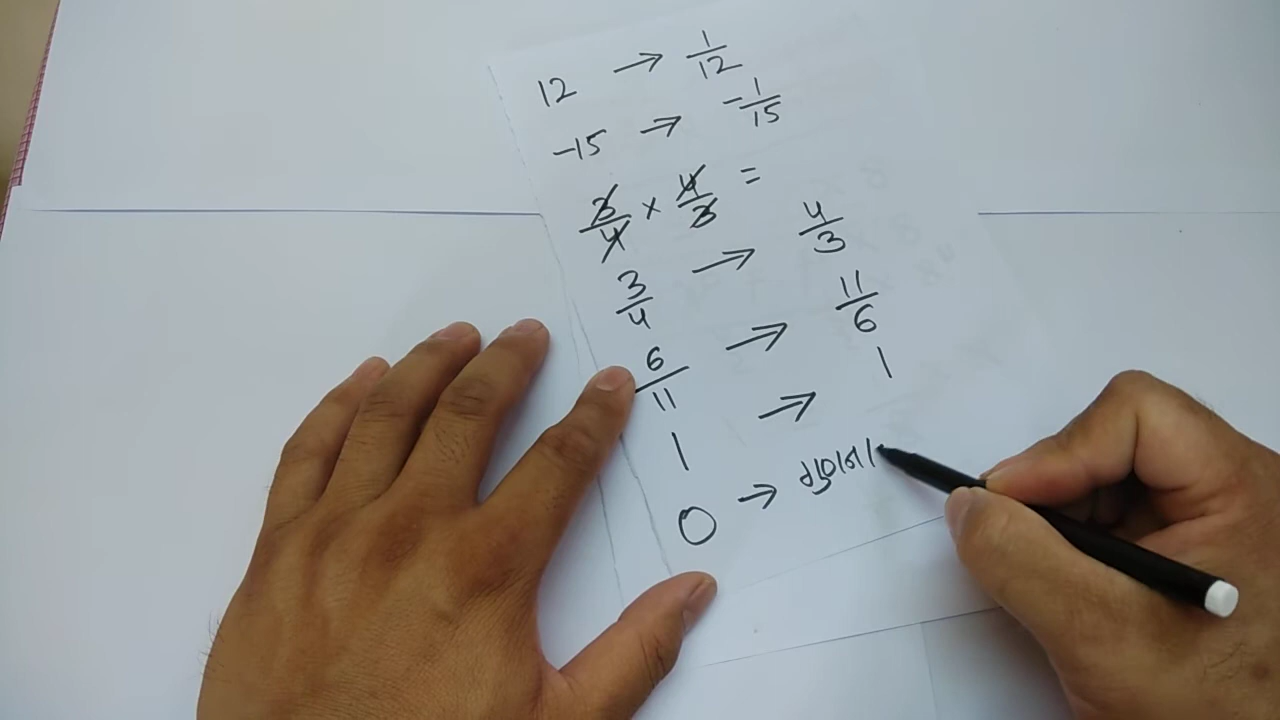 12 → 1/12
-15 → -1/15
3/4 × 4/3 =
3/4 → 4/3
6/11 → 11/6
1 → 1
0 →